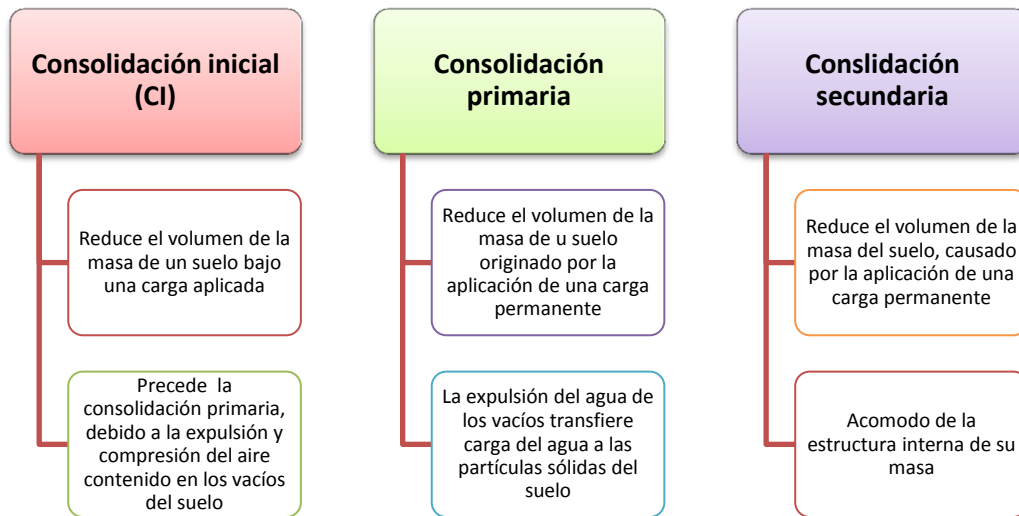 Consolidación inicial
(CI)
Reduce el volumen de la
masa de un suelo bajo
una carga aplicada
Precede la
consolidación primaria,
debido a la expulsión y
compresión del aire
contenido en los vacíos
del suelo
Consolidación
primaria
Reduce el volumen de la
masa de u suelo
originado por la
aplicación de una carga
permanente
La expulsión del agua de
los vacíos transfiere
carga del agua a las
partículas sólidas del
suelo
Conslidación
secundaria
Reduce el volumen de la
masa del suelo, causado
por la aplicación de una
carga permanente
Acomodo de la
estructura interna de su
masa